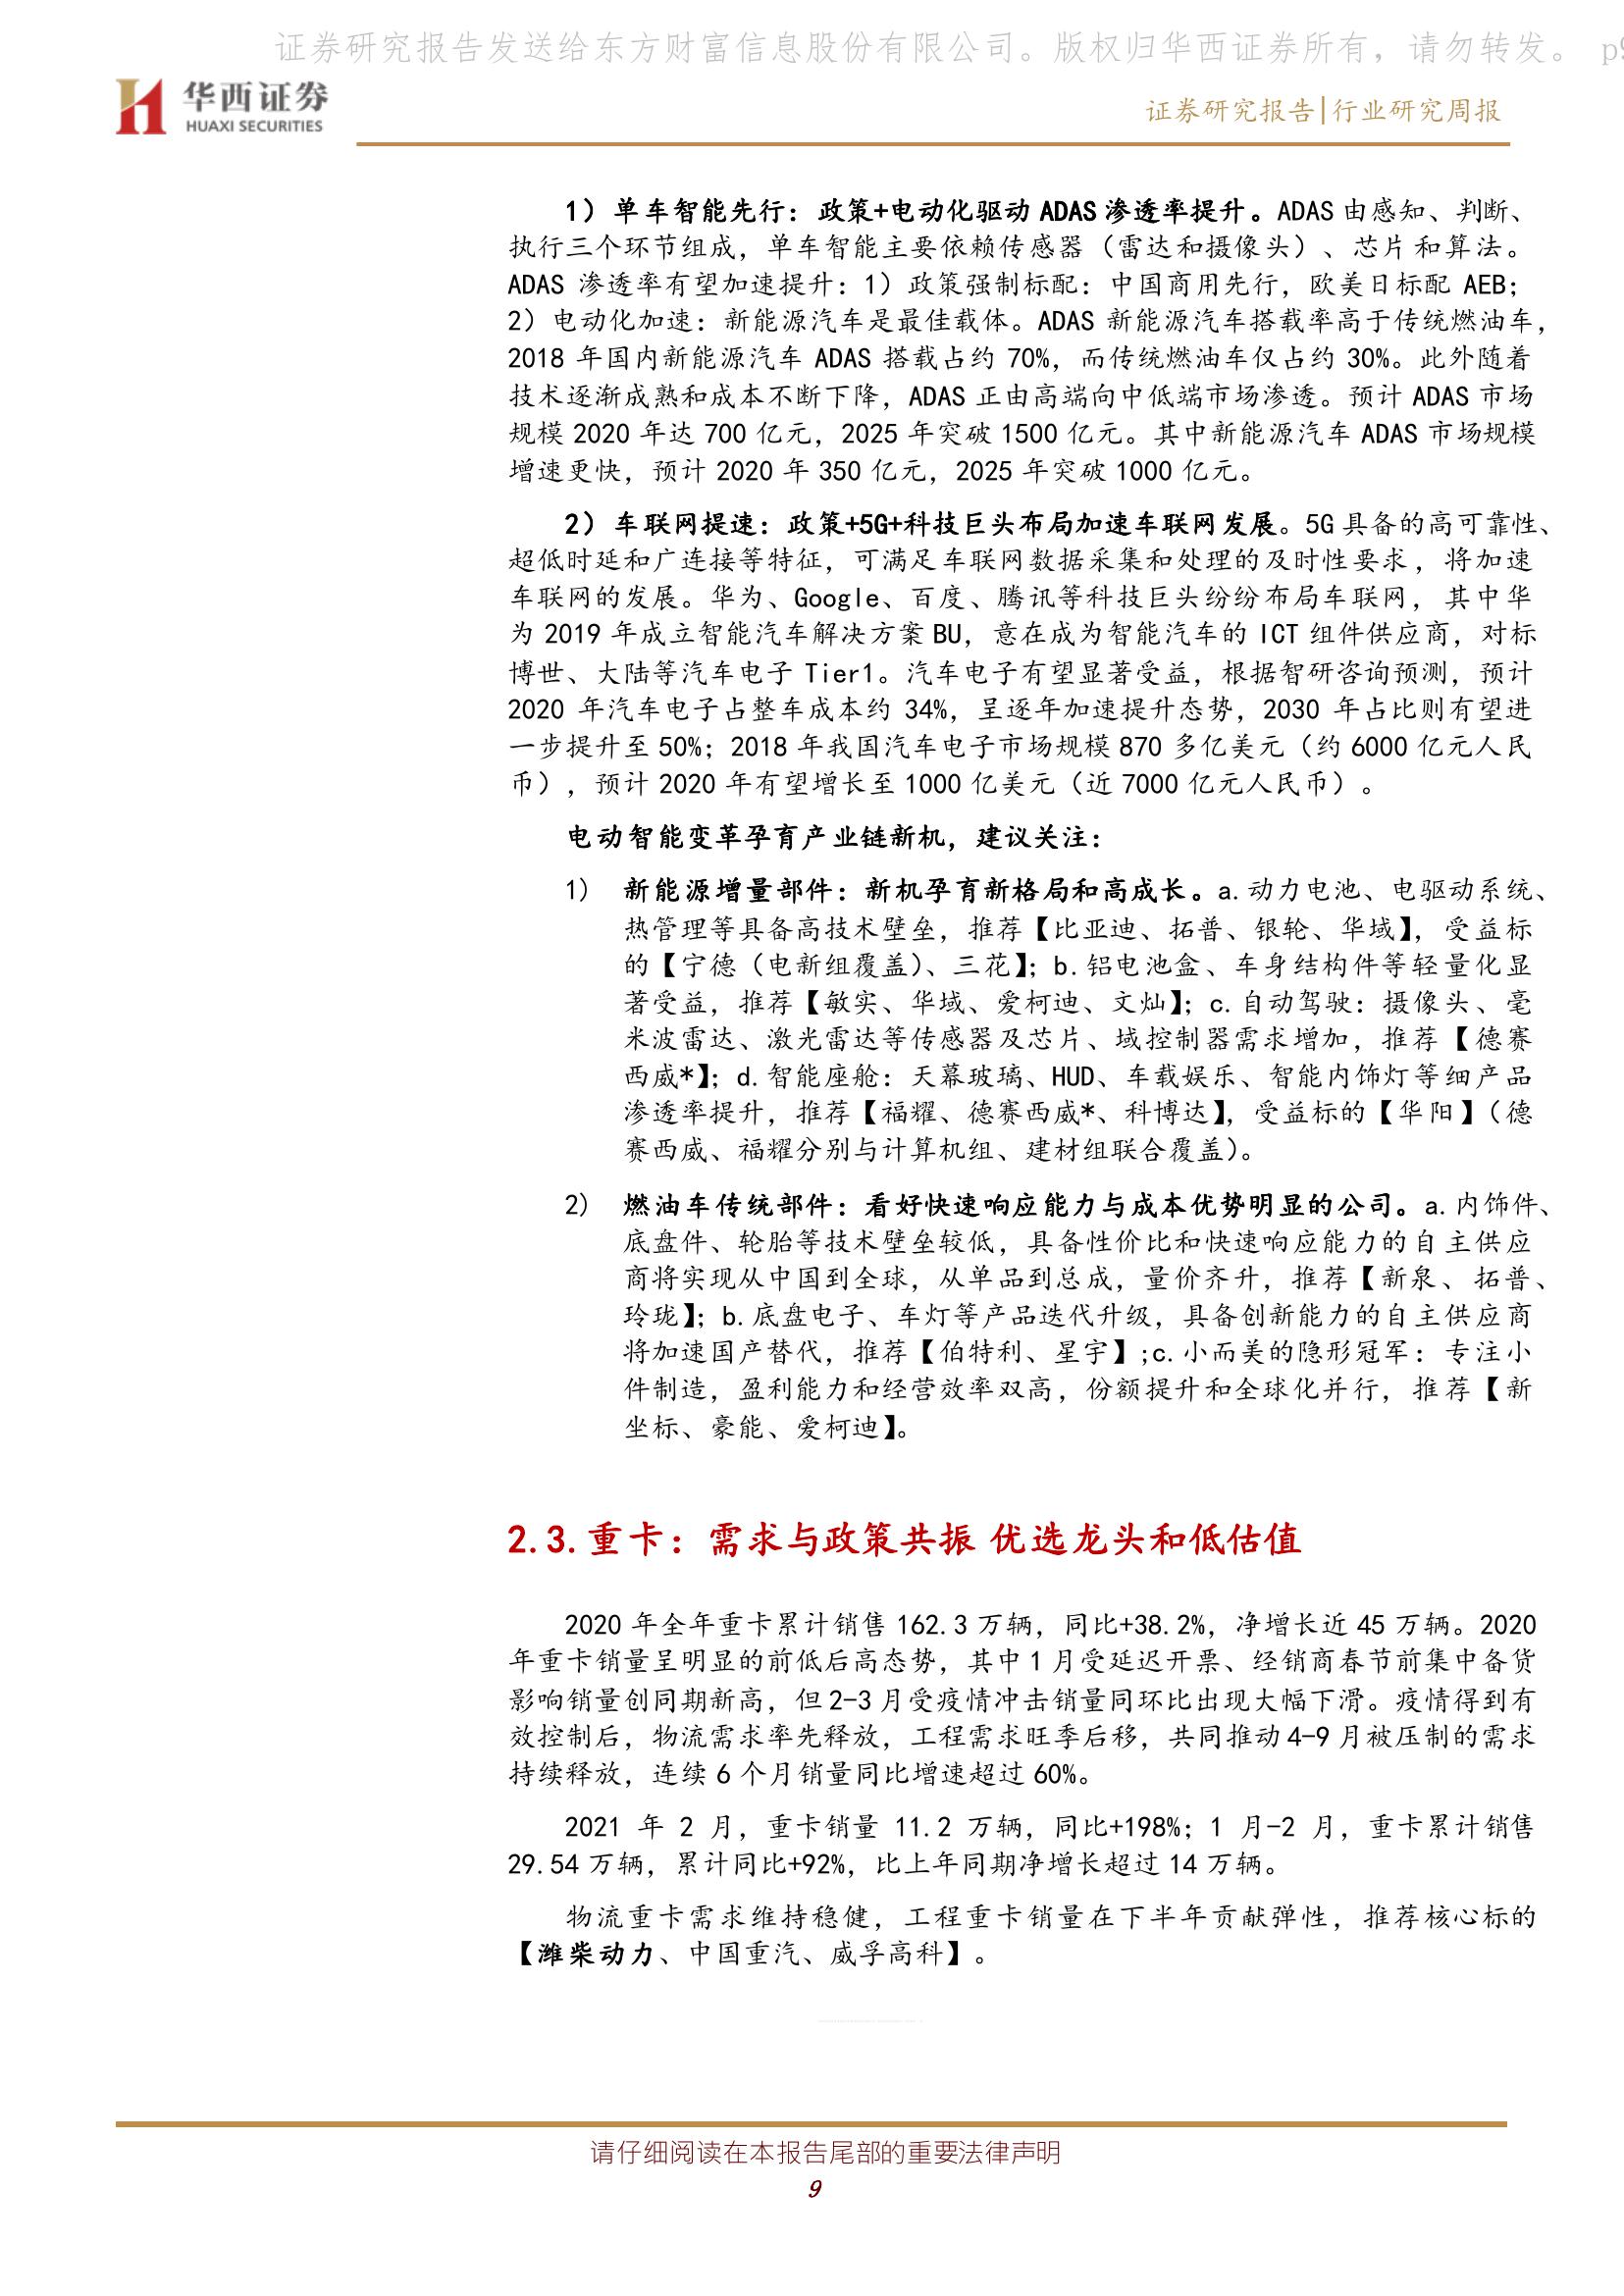 证券研究报告发送给东方财富信息股份有限公司。版权归华西证券所有，请勿转发。 p9
华西证券
HUAXI SECURITIES
证券研究报告|行业研究周报
1）单车智能先行：政策+电动化驱动 ADAS 渗透率提升。ADAS 由感知、判断、
执行三个环节组成，单车智能主要依赖传感器（雷达和摄像头）、芯片和算法。
ADAS 渗透率有望加速提升：1）政策强制标配：中国商用先行，欧美日标配 AEB；
2）电动化加速：新能源汽车是最佳载体。ADAS 新能源汽车搭载率高于传统燃油车，
2018 年国内新能源汽车 ADAS 搭载占约 70%，而传统燃油车仅占约 30%。此外随着
技术逐渐成熟和成本不断下降，ADAS 正由高端向中低端市场渗透。预计 ADAS 市场
规模 2020 年达 700 亿元，2025 年突破 1500 亿元。其中新能源汽车 ADAS 市场规模
增速更快，预计 2020 年 350 亿元，2025 年突破 1000 亿元。
2）车联网提速：政策+5G+科技巨头布局加速车联网发展。5G 具备的高可靠性、
超低时延和广连接等特征，可满足车联网数据采集和处理的及时性要求，将加速
车联网的发展。华为、Google、百度、腾讯等科技巨头纷纷布局车联网，其中华
为 2019 年成立智能汽车解决方案 BU，意在成为智能汽车的 ICT 组件供应商，对标
博世、大陆等汽车电子 Tier1。汽车电子有望显著受益，根据智研咨询预测，预计
2020 年汽车电子占整车成本约 34%，呈逐年加速提升态势，2030 年占比则有望进
一步提升至 50%；2018 年我国汽车电子市场规模 870 多亿美元（约 6000 亿元人民
币），预计 2020 年有望增长至 1000 亿美元（近 7000 亿元人民币）。
电动智能变革孕育产业链新机，建议关注：
1) 新能源增量部件：新机孕育新格局和高成长。a.动力电池、电驱动系统、
热管理等具备高技术壁垒，推荐【比亚迪、拓普、银轮、华域】，受益标
的【宁德（电新组覆盖）、三花】；b.铝电池盒、车身结构件等轻量化显
著受益，推荐【敏实、华域、爱柯迪、文灿】；c.自动驾驶：摄像头、毫
米波雷达、激光雷达等传感器及芯片、域控制器需求增加，推荐【德赛
西威*】；d.智能座舱：天幕玻璃、HUD、车载娱乐、智能内饰灯等细产品
渗透率提升，推荐【福耀、德赛西威*、科博达】，受益标的【华阳】（德
赛西威、福耀分别与计算机组、建材组联合覆盖）。
2) 燃油车传统部件：看好快速响应能力与成本优势明显的公司。a.内饰件、
底盘件、轮胎等技术壁垒较低，具备性价比和快速响应能力的自主供应
商将实现从中国到全球，从单品到总成，量价齐升，推荐【新泉、拓普、
玲珑】；b.底盘电子、车灯等产品迭代升级，具备创新能力的自主供应商
将加速国产替代，推荐【伯特利、星宇】;c.小而美的隐形冠军：专注小
件制造，盈利能力和经营效率双高，份额提升和全球化并行，推荐【新
坐标、豪能、爱柯迪】。
2.3.重卡：需求与政策共振 优选龙头和低估值
2020 年全年重卡累计销售 162.3 万辆，同比+38.2%，净增长近 45 万辆。2020
年重卡销量呈明显的前低后高态势，其中 1 月受延迟开票、经销商春节前集中备货
影响销量创同期新高，但 2-3 月受疫情冲击销量同环比出现大幅下滑。疫情得到有
效控制后，物流需求率先释放，工程需求旺季后移，共同推动 4-9 月被压制的需求
持续释放，连续 6 个月销量同比增速超过 60%。
2021 年 2 月，重卡销量 11.2 万辆，同比+198%；1 月-2 月，重卡累计销售
29.54 万辆，累计同比+92%，比上年同期净增长超过 14 万辆。
物流重卡需求维持稳健，工程重卡销量在下半年贡献弹性，推荐核心标的
【潍柴动力、中国重汽、威孚高科】。
请仔细阅读在本报告尾部的重要法律声明
9